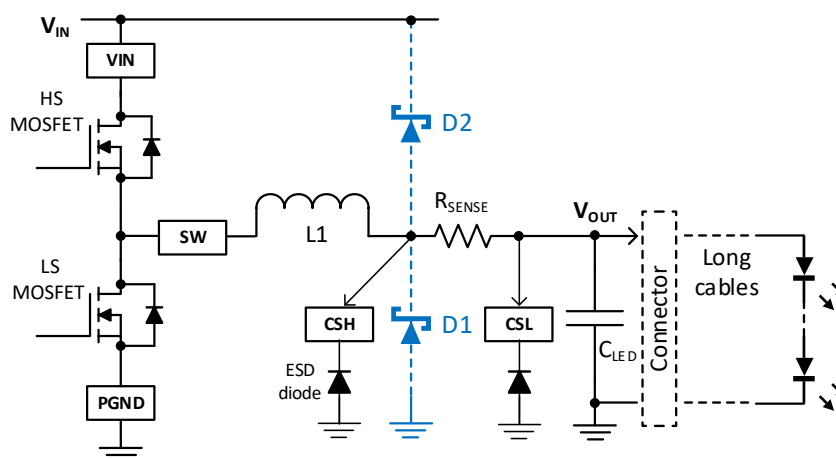 VIN
VIN
HS
MOSFET
D2
RSENSE
VOUT
SW
L1
LS
MOSFET
Long
cables
CSH
D1
CSL
Connector
CLED
ESD
diode
PGND